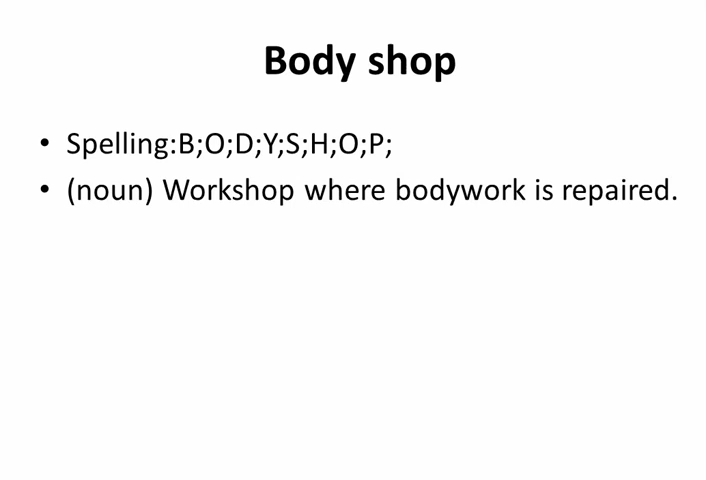 Body shop
• Spelling:B;O;D;Y;S;H;O;P;
• (noun) Workshop where bodywork is repaired.